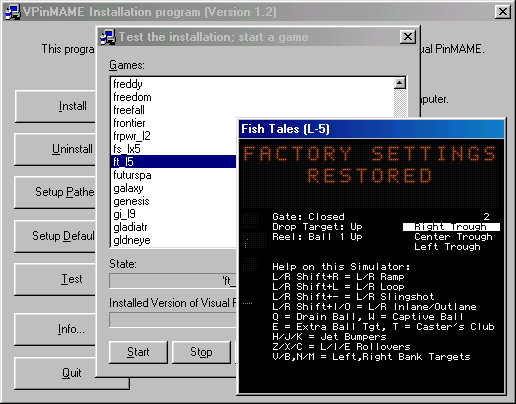 VPinMAME Installation program (Version 1.2)
This progra
ual PinMAME.
puter.
Install
Uninstall
Setup Pathe
Setup Defaul
Test
Info...
Quit
Test the installation; start a game
Games:
freddy
freedom
freefall
frontier
frpwr_l2
fs_lx5
ft_l5
futurspa
galaxy
genesis
gi_l9
gladiatr
gldneye
State:
'ft_
Installed Version of Visual P
Start
Stop
Fish Tales (L-5)
FACTORY SETTINGS
RESTORED
Gate: Closed 2
Drop Target: Up Right Trough
Reel: Ball 1 Up Center Trough
Left Trough
Help on this Simulator:
L/R Shift+R = L/R Ramp
L/R Shift+L = L/R Loop
L/R Shift+- = L/R Slingshot
L/R Shift+I/O = L/R Inlane/Outlane
Q = Drain Ball, W = Captive Ball
E = Extra Ball Tgt, T = Caster's Club
H/J/K = Jet Bumpers
Z/X/C = L/I/E Rollovers
V/B,N/M = Left,Right Bank Targets